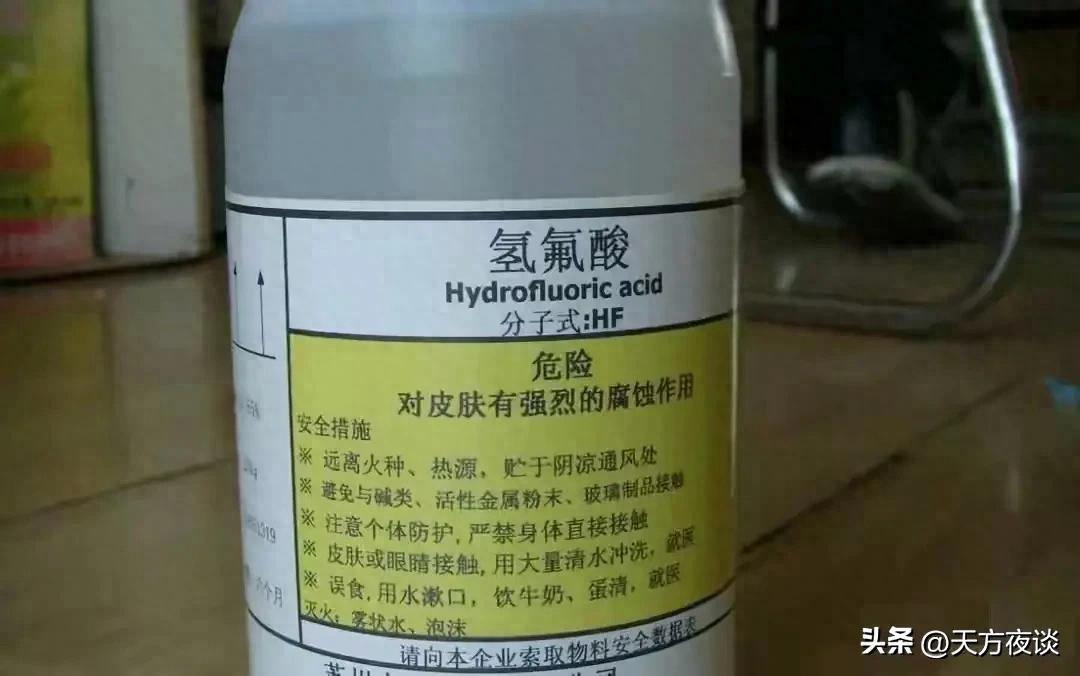 氢氟酸
Hydrofluoric acid
分子式:HF
危险
对皮肤有强烈的腐蚀作用
安全措施
※ 远离火种、热源，贮于阴凉通风处
※ 避免与碱类、活性金属粉末、玻璃制品接触
※ 注意个体防护,严禁身体直接接触
※ 皮肤或眼睛接触,用大量清水冲洗，就医
※ 误食,用水漱口，饮牛奶、蛋清，就医
灭火：雾状水、泡沫
请向本企业索取物料安全数据表
个月
头条 @天方夜谈